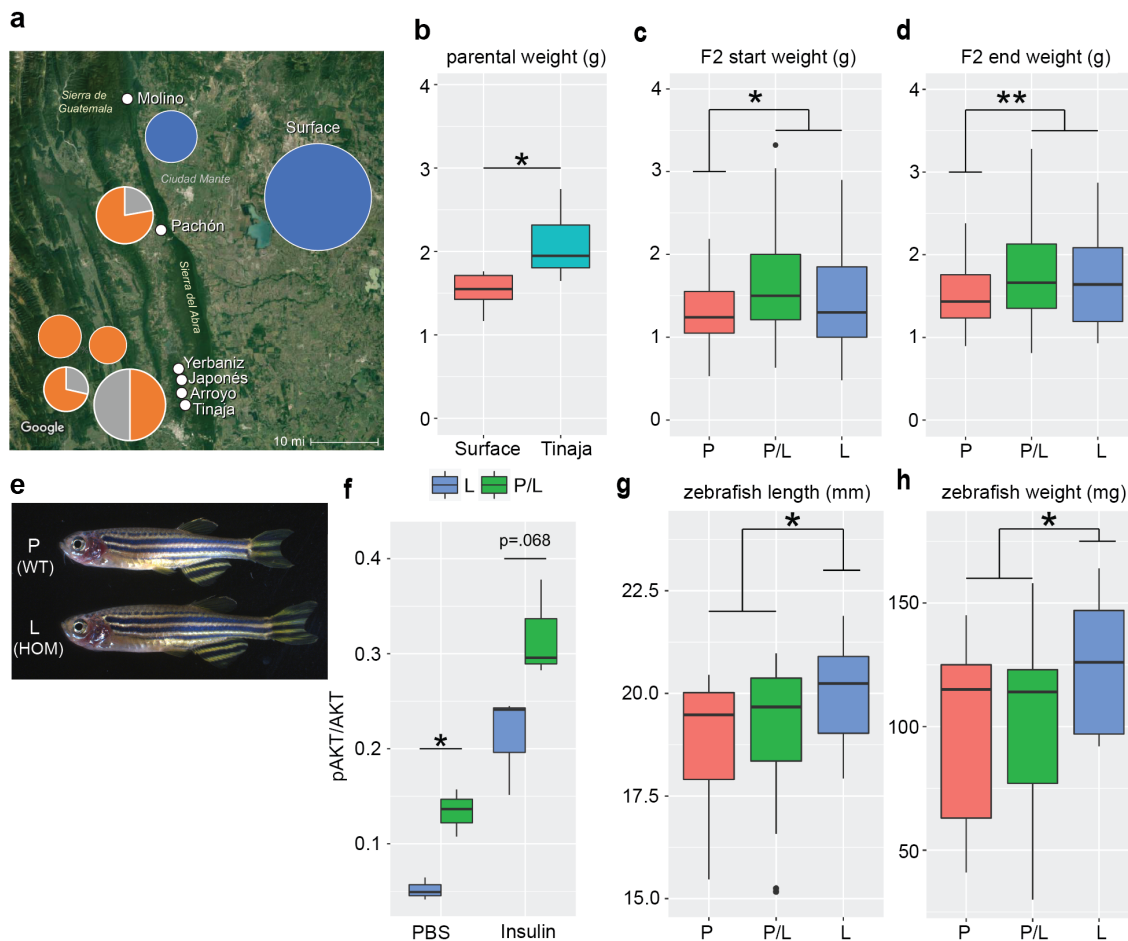 a
Sierra de
Guatemala
Molino
Surface
Ciudad Mante
Pachón
Sierra del Abra
Yerbaniz
Japonés
Arroyo
Tinaja
Google
10 mi
b
parental weight (g)
4
3
2
1
0
*
Surface
Tinaja
c
F2 start weight (g)
4
3
2
1
0
*
P
P/L
L
d
F2 end weight (g)
4
3
2
1
0
**
P
P/L
L
e
P
(WT)
L
(HOM)
f
L
P/L
pAKT/AKT
0.4
0.3
0.2
0.1
*
p=.068
PBS
Insulin
g
zebrafish length (mm)
22.5
20.0
17.5
15.0
*
P
P/L
L
h
zebrafish weight (mg)
150
100
50
*
P
P/L
L